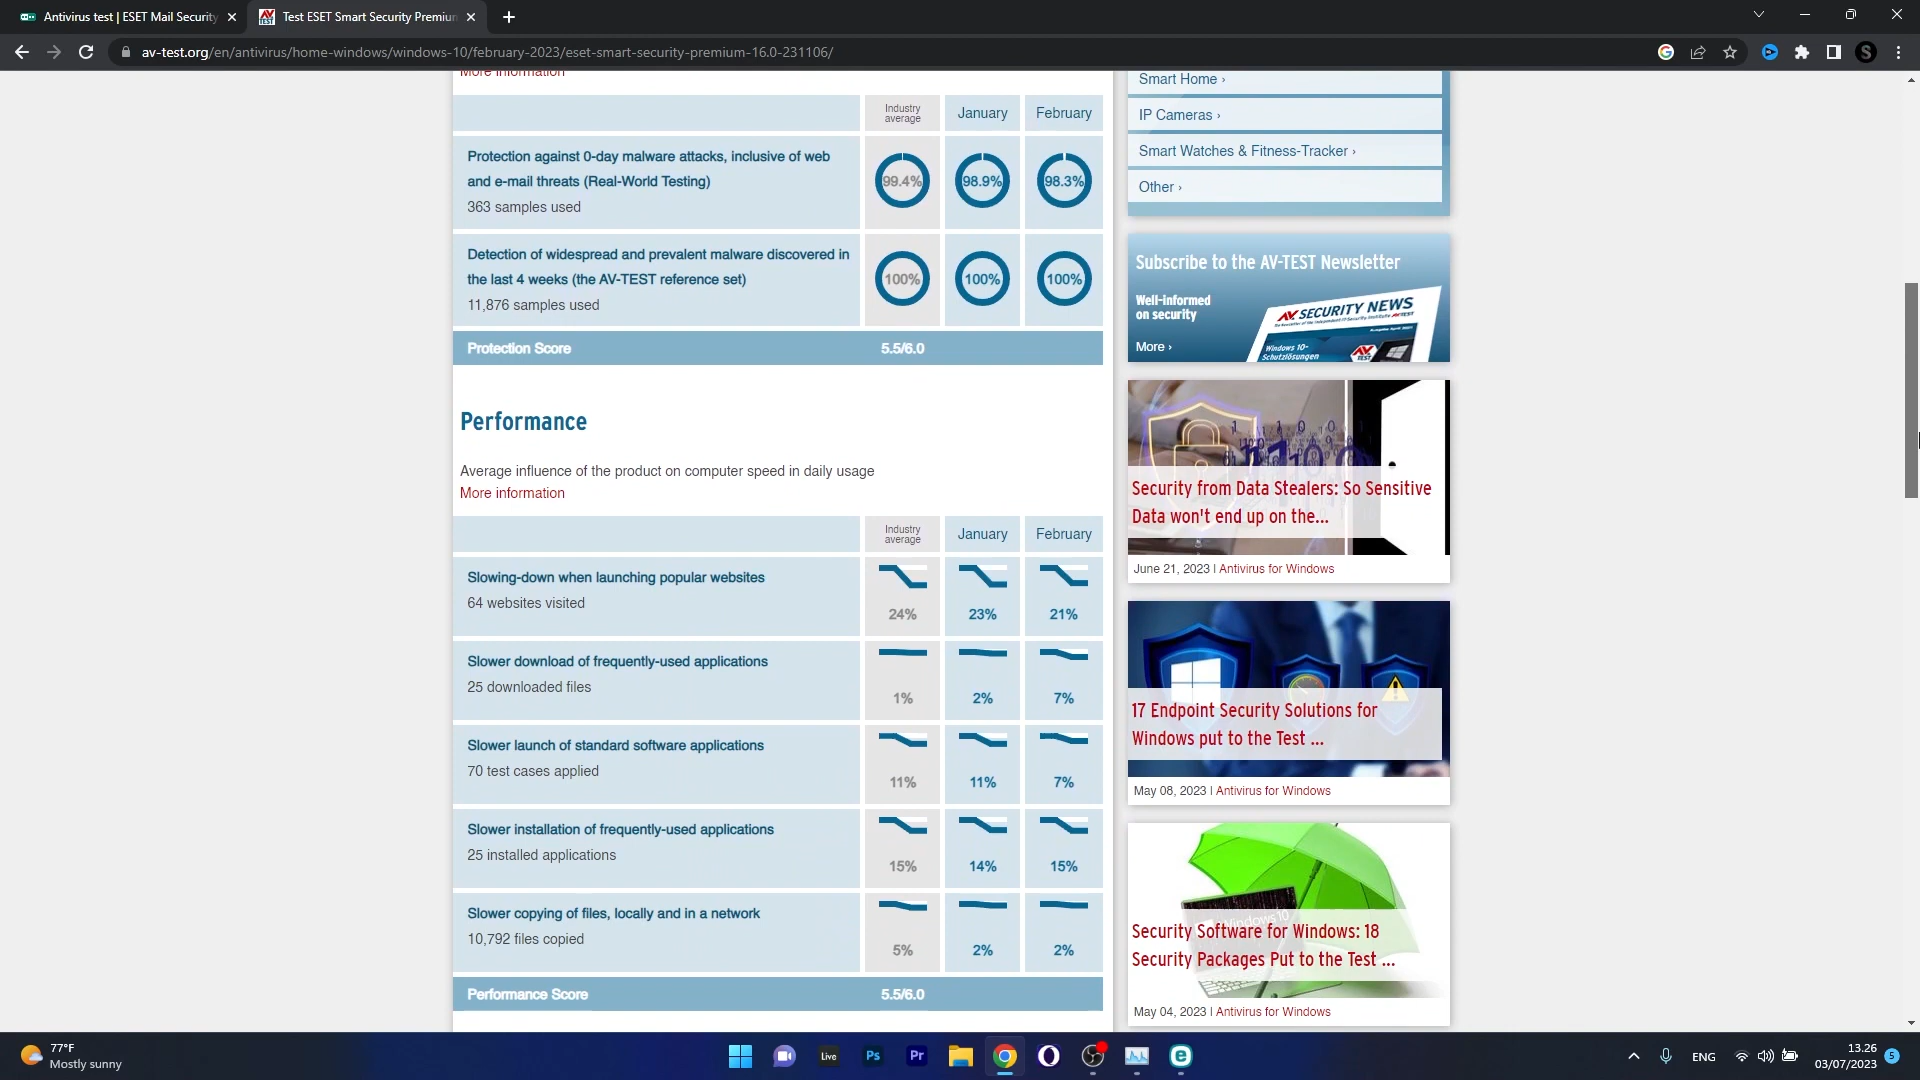 Antivirus test | ESET Mail Security
Test ESET Smart Security Premium
av-test.org/en/antivirus/home-windows/windows-10/february-2023/eset-smart-security-premium-16.0-231106/
S
More information
Industry
average
January
February
Protection against 0-day malware attacks, inclusive of web
and e-mail threats (Real-World Testing)
363 samples used
99.4%
98.9%
98.3%
Detection of widespread and prevalent malware discovered in
the last 4 weeks (the AV-TEST reference set)
11,876 samples used
100%
100%
100%
Protection Score
5.5/6.0
Performance
Average influence of the product on computer speed in daily usage
More information
Industry
average
January
February
Slowing-down when launching popular websites
64 websites visited
24%
23%
21%
Slower download of frequently-used applications
25 downloaded files
1%
2%
7%
Slower launch of standard software applications
70 test cases applied
11%
11%
7%
Slower installation of frequently-used applications
25 installed applications
15%
14%
15%
Slower copying of files, locally and in a network
10,792 files copied
5%
2%
2%
Performance Score
5.5/6.0
Smart Home ›
IP Cameras ›
Smart Watches & Fitness-Tracker ›
Other ›
Subscribe to the AV-TEST Newsletter
Well-informed
on security
More ›
SECURITY NEWS
Windows 10-
Schutzlösungen
Security from Data Stealers: So Sensitive
Data won't end up on the...
June 21, 2023 | Antivirus for Windows
17 Endpoint Security Solutions for
Windows put to the Test ...
May 08, 2023 | Antivirus for Windows
Windows 10
Security Software for Windows: 18
Security Packages Put to the Test ...
May 04, 2023 | Antivirus for Windows
77°F
Mostly sunny
Live
Ps
Pr
ENG
13.26
03/07/2023
5